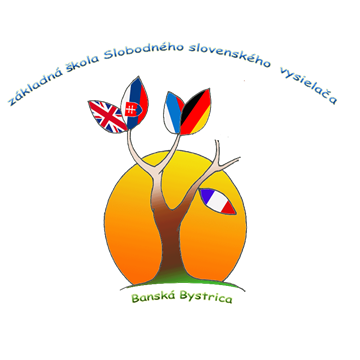 základná škola Slobodného slovenského vysielača
Banská Bystrica